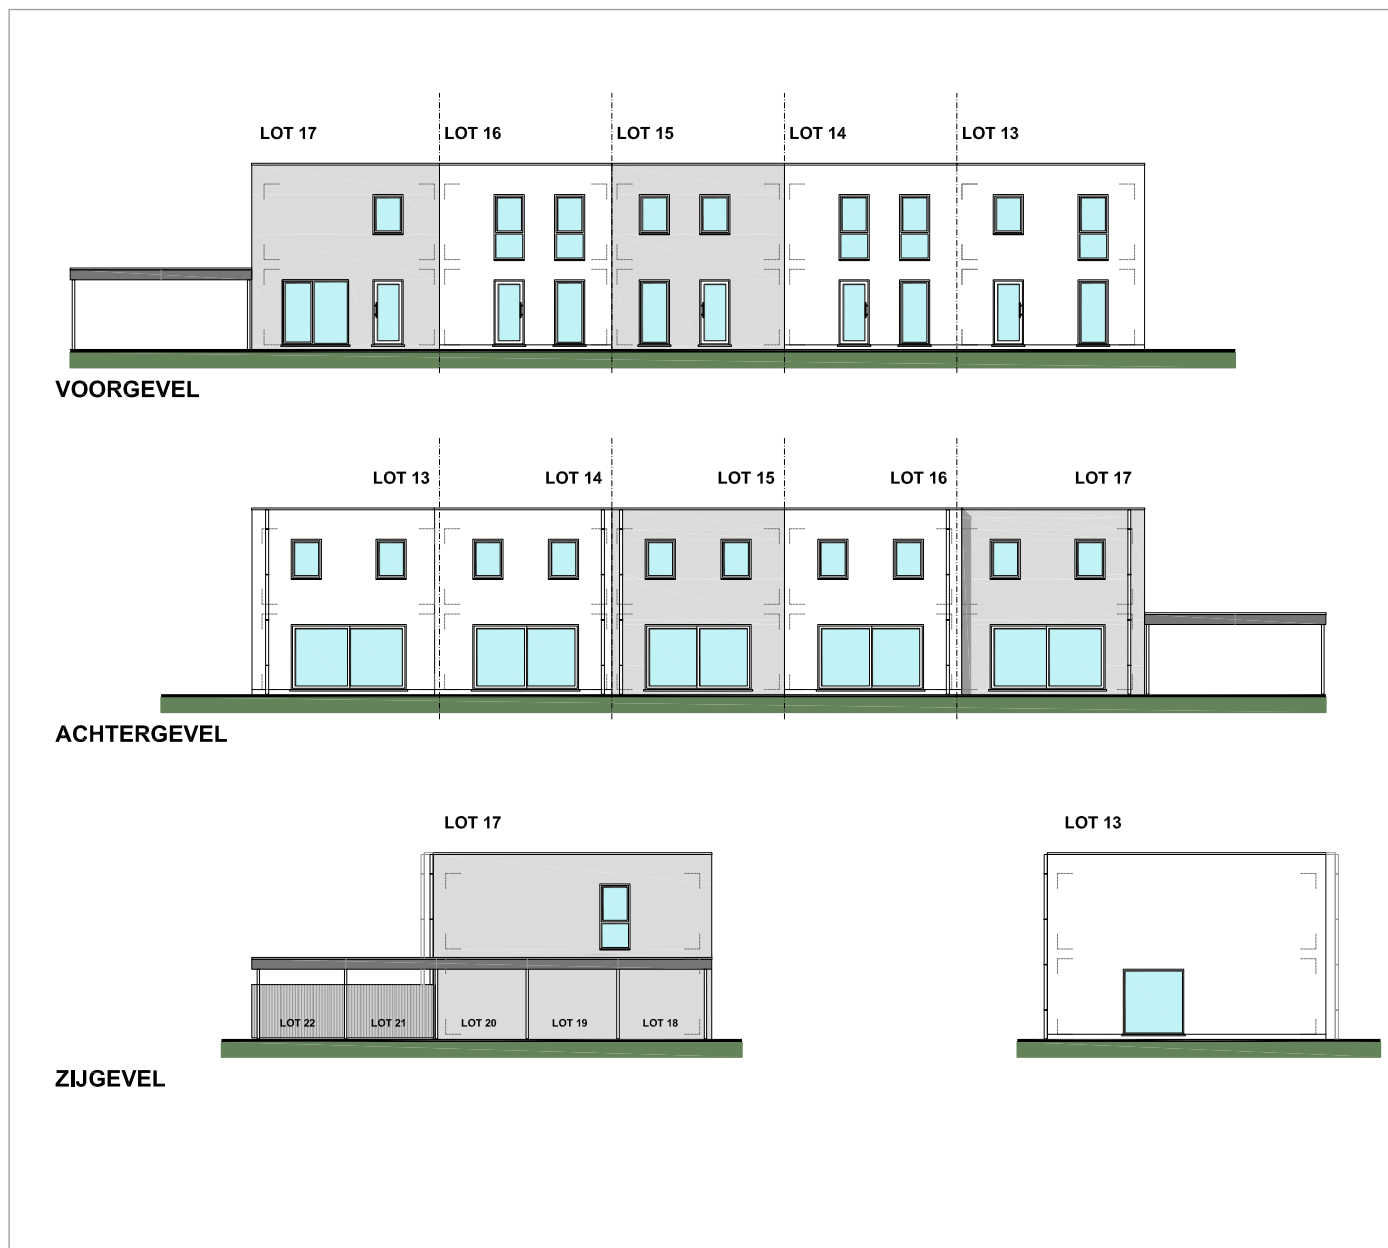 LOT 17 LOT 16 LOT 15 LOT 14 LOT 13
VOORGEVEL
LOT 13 LOT 14 LOT 15 LOT 16 LOT 17
ACHTERGEVEL
LOT 17 LOT 13
LOT 22 LOT 21 LOT 20 LOT 19 LOT 18
ZIJGEVEL